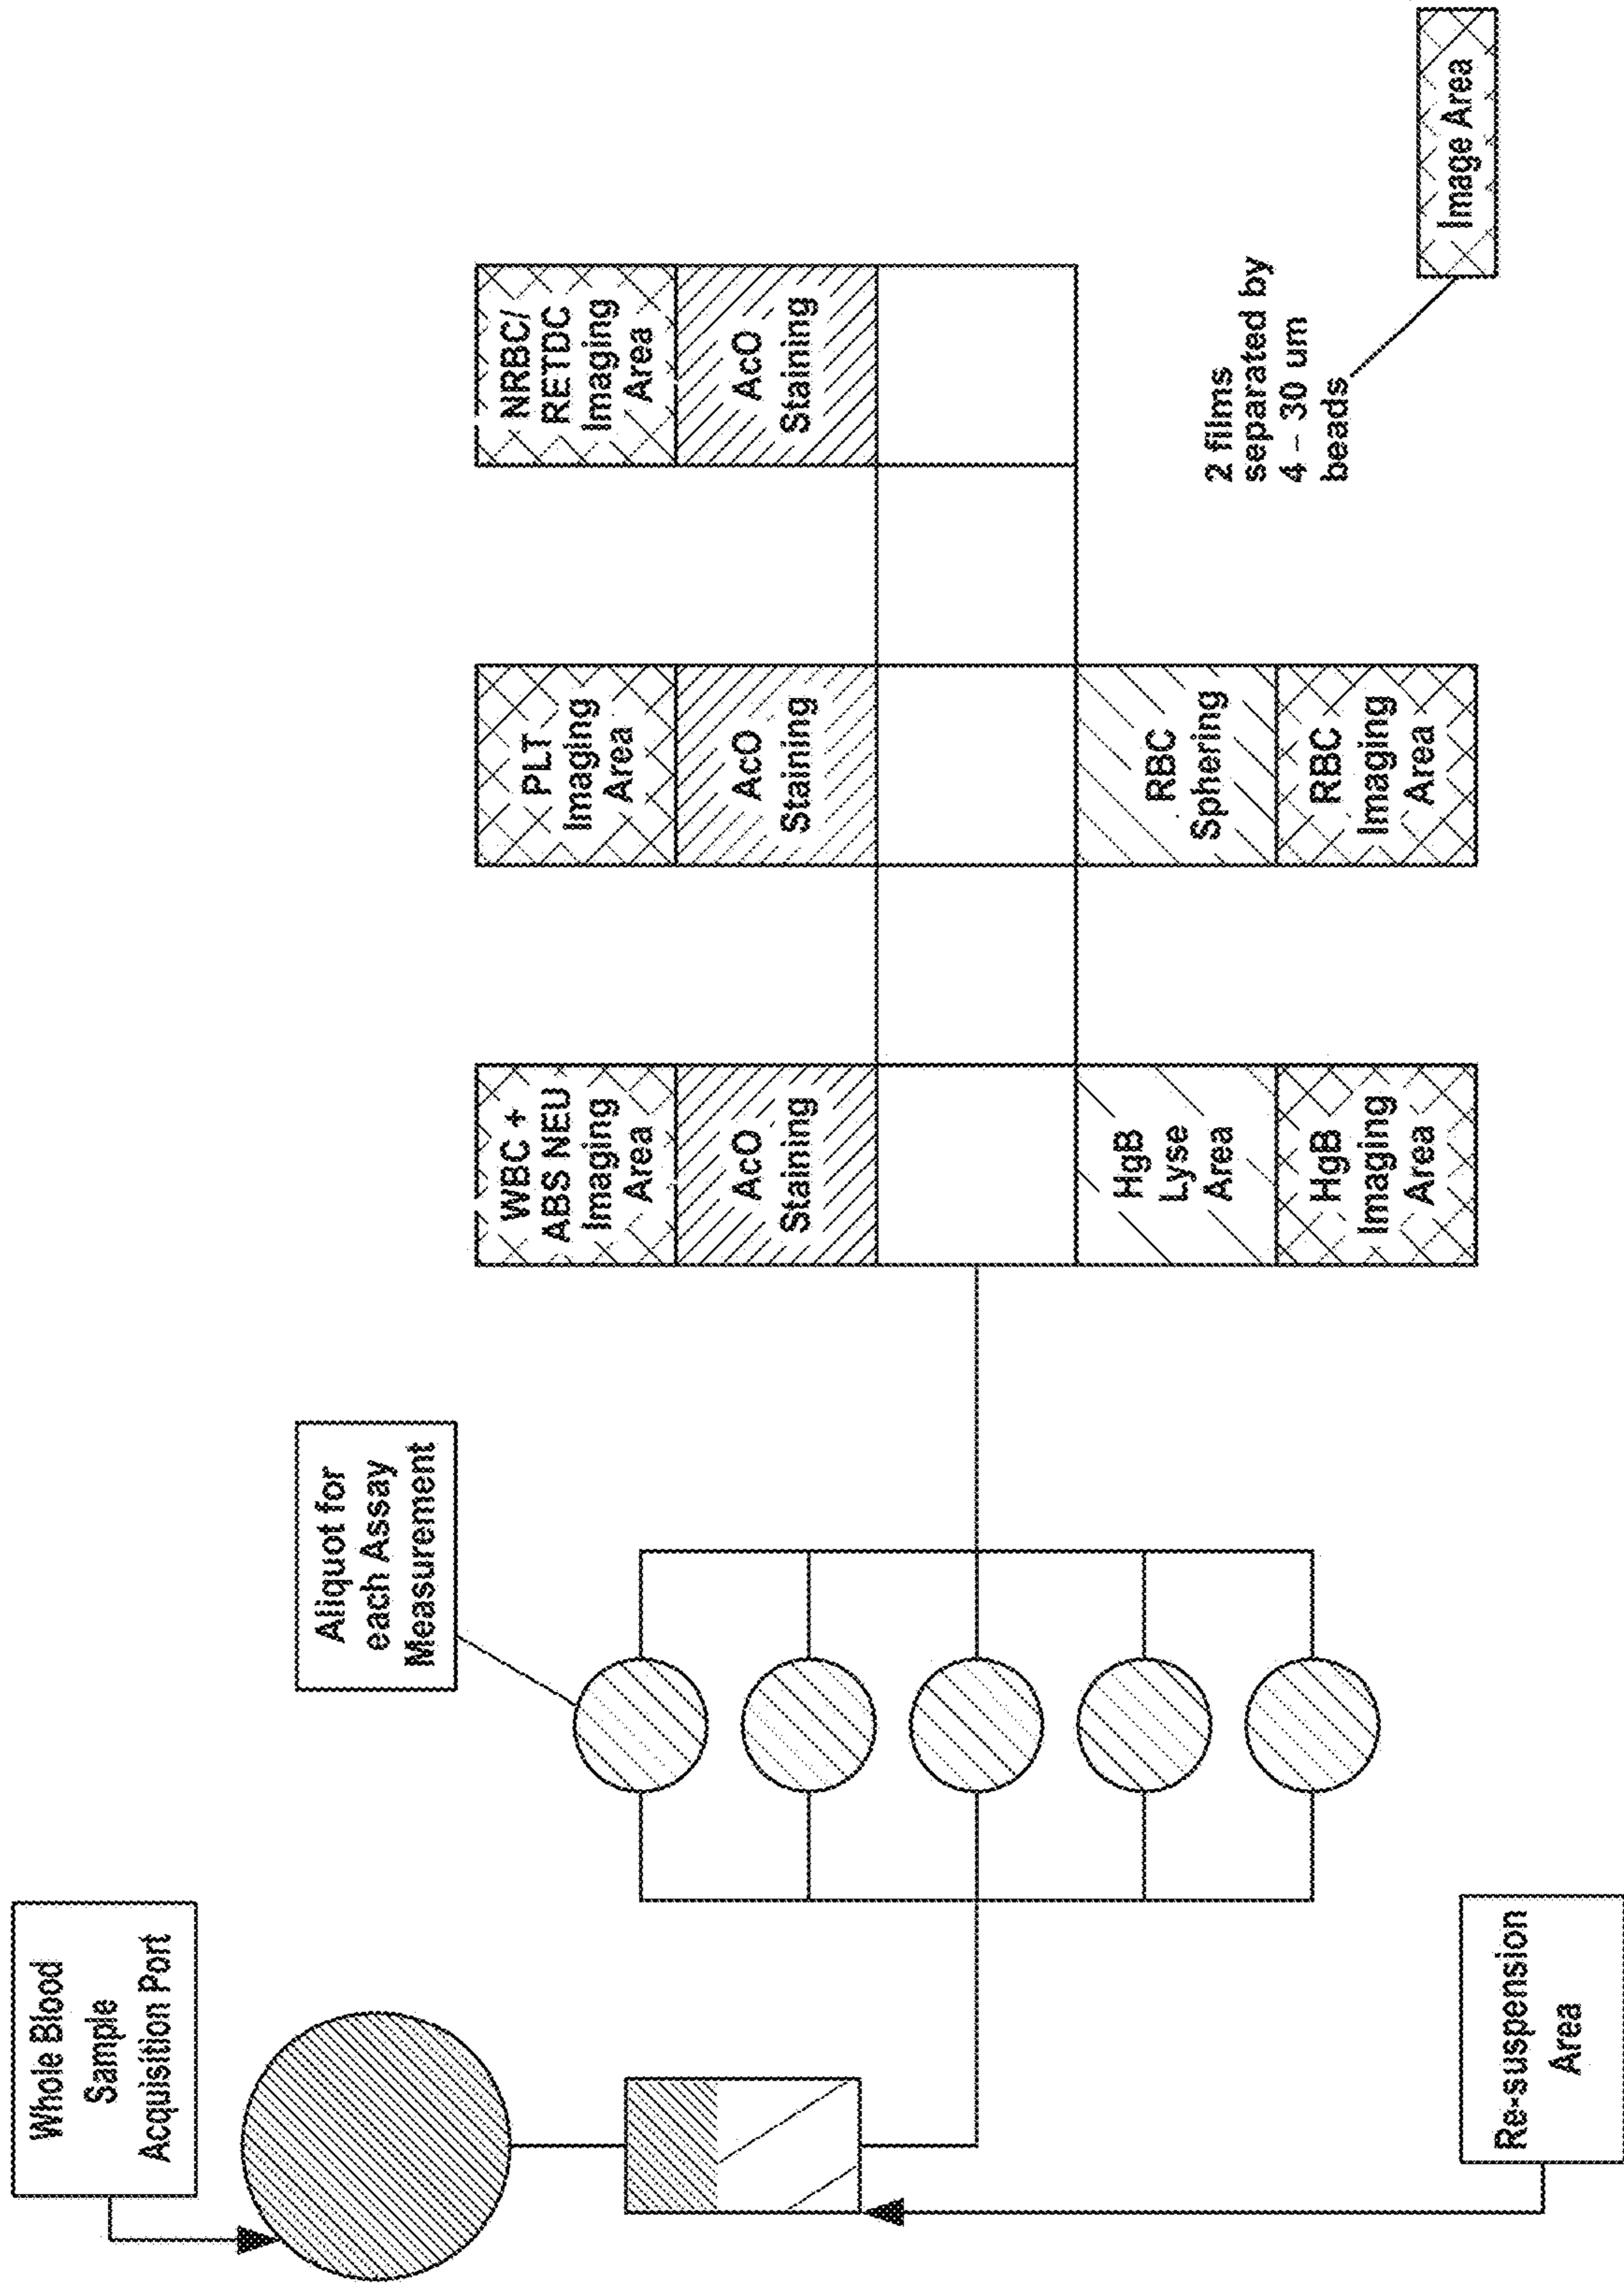 Whole Blood
Sample
Acquisition Port
Re-suspension
Area
Aliquot for
each Assay
Measurement
WBC +
ABS NEU
Imaging
Area
AcO
Staining
HgB
Lyse
Area
HgB
Imaging
Area
PLT
Imaging
Area
AcO
Staining
RBC
Sphering
RBC
Imaging
Area
NRBC/
RETDC
Imaging
Area
AcO
Staining
2 films
separated by
4 – 30 um
beads
Image Area